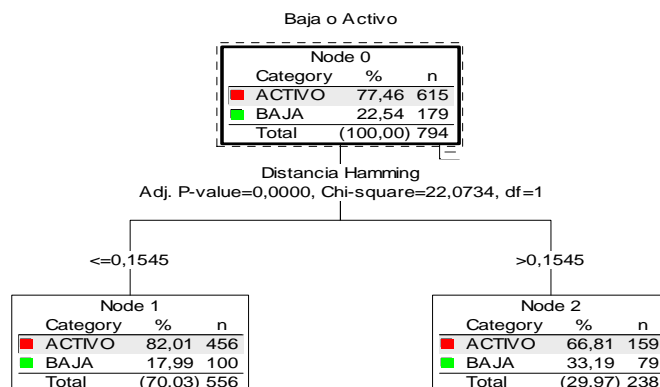 Baja o Activo
Node 0
Category % n
ACTIVO 77,46 615
BAJA 22,54 179
Total (100,00) 794
Distancia Hamming
Adj. P-value=0,0000, Chi-square=22,0734, df=1
<=0,1545 >0,1545
Node 1
Category % n
ACTIVO 82,01 456
BAJA 17,99 100
Total (70,03) 556
Node 2
Category % n
ACTIVO 66,81 159
BAJA 33,19 79
Total (29,97) 238